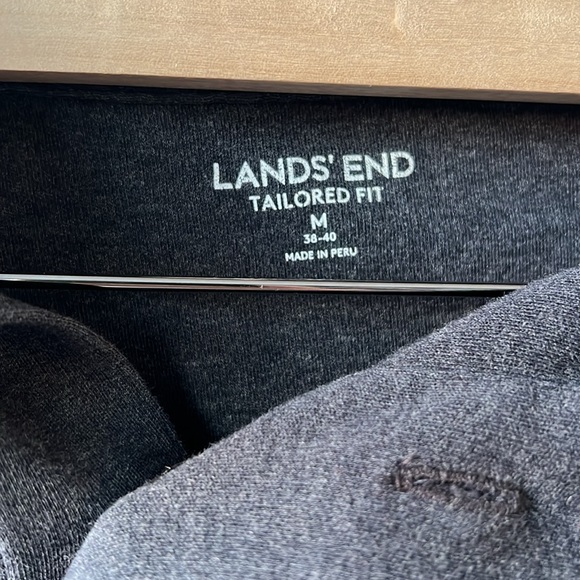 LANDS' END
TAILORED FIT
M
38-40
MADE IN PERU